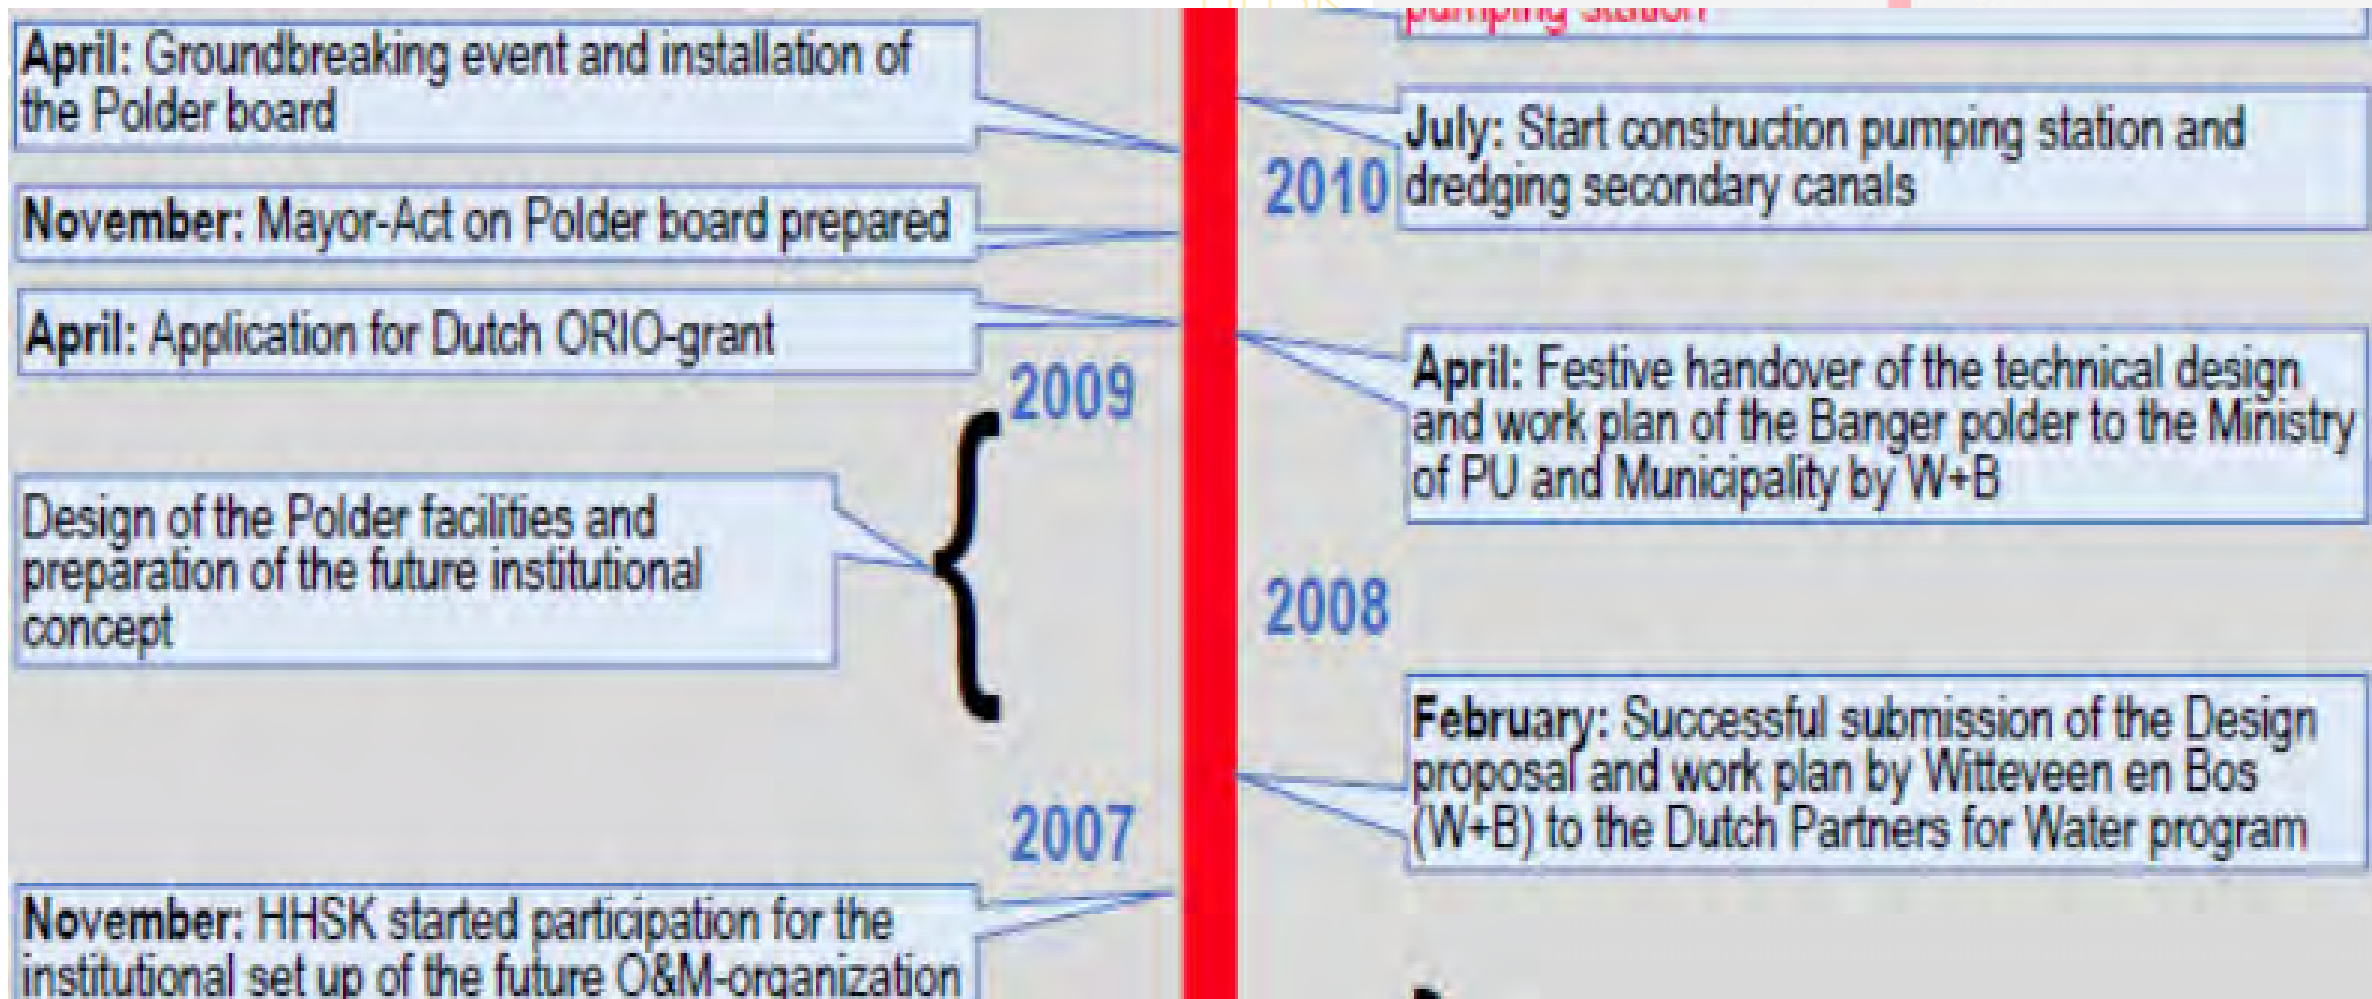 pumping station
April: Groundbreaking event and installation of
the Polder board
July: Start construction pumping station and
dredging secondary canals
2010
November: Mayor-Act on Polder board prepared
April: Application for Dutch ORIO-grant
2009
April: Festive handover of the technical design
and work plan of the Banger polder to the Ministry
of PU and Municipality by W+B
Design of the Polder facilities and
preparation of the future institutional
concept
2008
February: Successful submission of the Design
proposal and work plan by Witteveen en Bos
(W+B) to the Dutch Partners for Water program
2007
November: HHSK started participation for the
institutional set up of the future O&M-organization